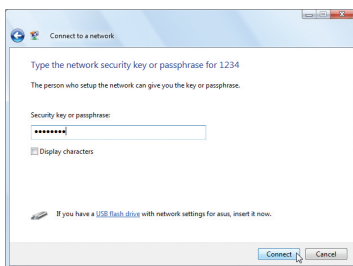 Connect to a network
Type the network security key or passphrase for 1234
The person who setup the network can give you the key or passphrase.
Security key or passphrase:
••••••••
Display characters
If you have a USB flash drive with network settings for asus, insert it now.
Connect Cancel